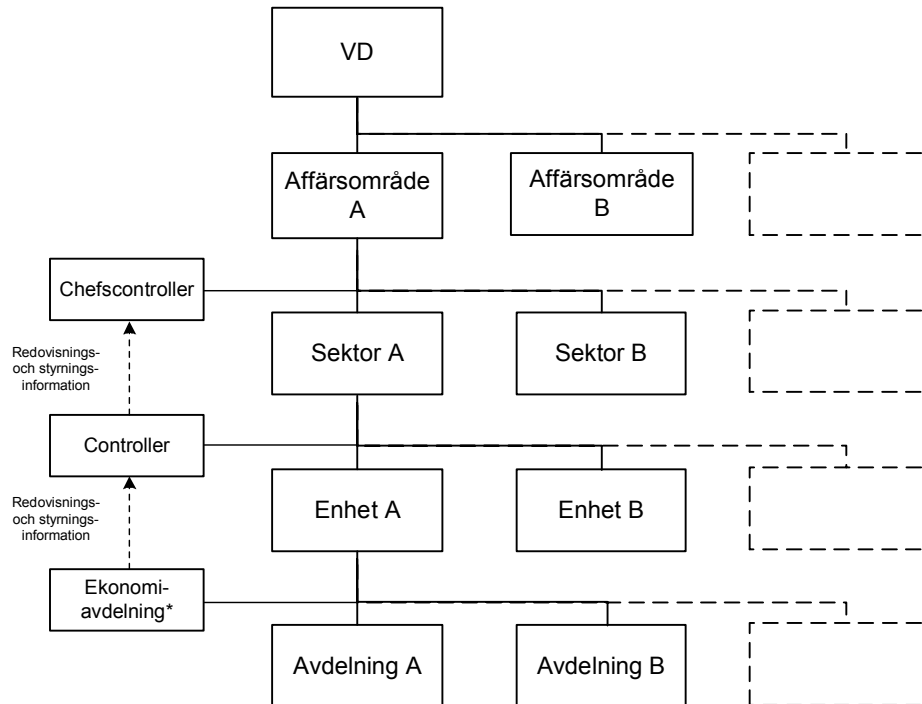 VD
Affärsområde
A
Affärsområde
B
Chefscontroller
Sektor A
Sektor B
Redovisnings-
och styrnings-
information
Controller
Enhet A
Enhet B
Redovisnings-
och styrnings-
information
Ekonomi-
avdelning*
Avdelning A
Avdelning B